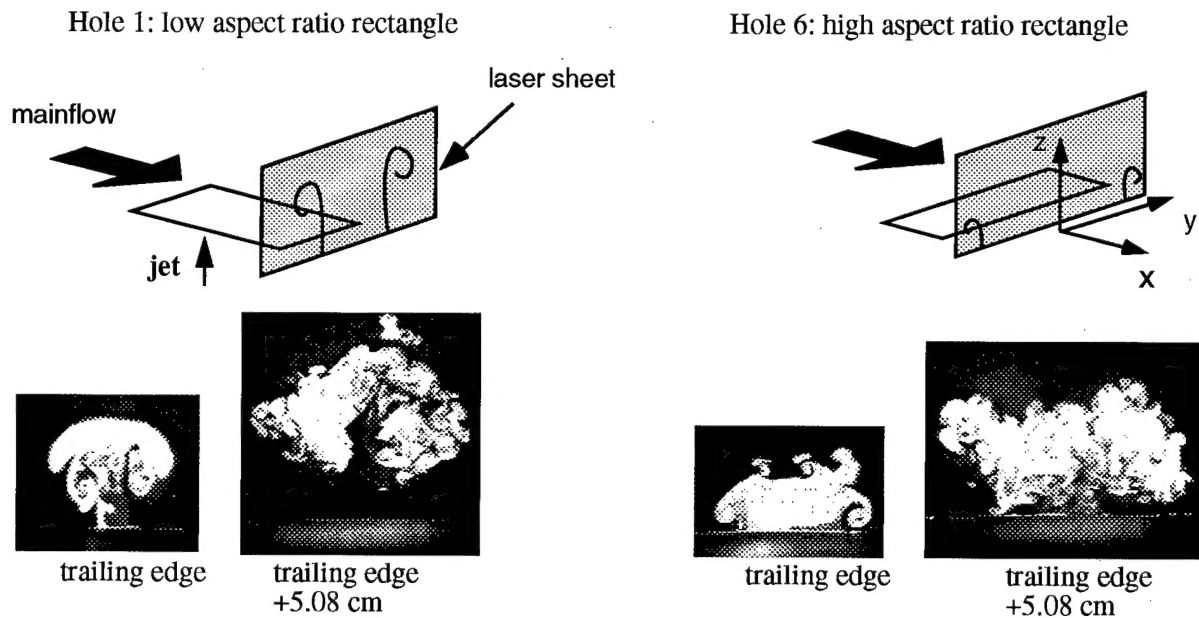 Hole 1: low aspect ratio rectangle
Hole 6: high aspect ratio rectangle
laser sheet
mainflow
jet
z
y
x
trailing edge
trailing edge
+5.08 cm
trailing edge
trailing edge
+5.08 cm